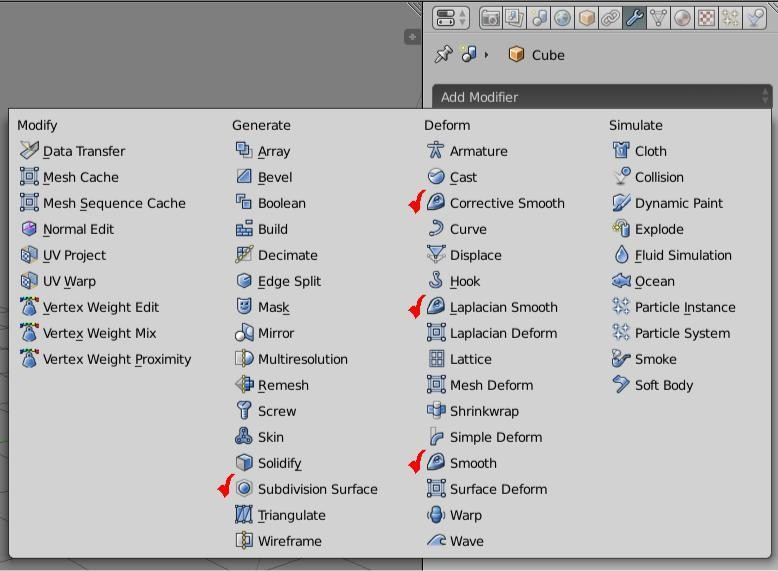 Cube
Add Modifier
Modify
Data Transfer
Mesh Cache
Mesh Sequence Cache
Normal Edit
UV Project
UV Warp
Vertex Weight Edit
Vertex Weight Mix
Vertex Weight Proximity
Generate
Array
Bevel
Boolean
Build
Decimate
Edge Split
Mask
Mirror
Multiresolution
Remesh
Screw
Skin
Solidify
Subdivision Surface
Triangulate
Wireframe
Deform
Armature
Cast
Corrective Smooth
Curve
Displace
Hook
Laplacian Smooth
Laplacian Deform
Lattice
Mesh Deform
Shrinkwrap
Simple Deform
Smooth
Surface Deform
Warp
Wave
Simulate
Cloth
Collision
Dynamic Paint
Explode
Fluid Simulation
Ocean
Particle Instance
Particle System
Smoke
Soft Body